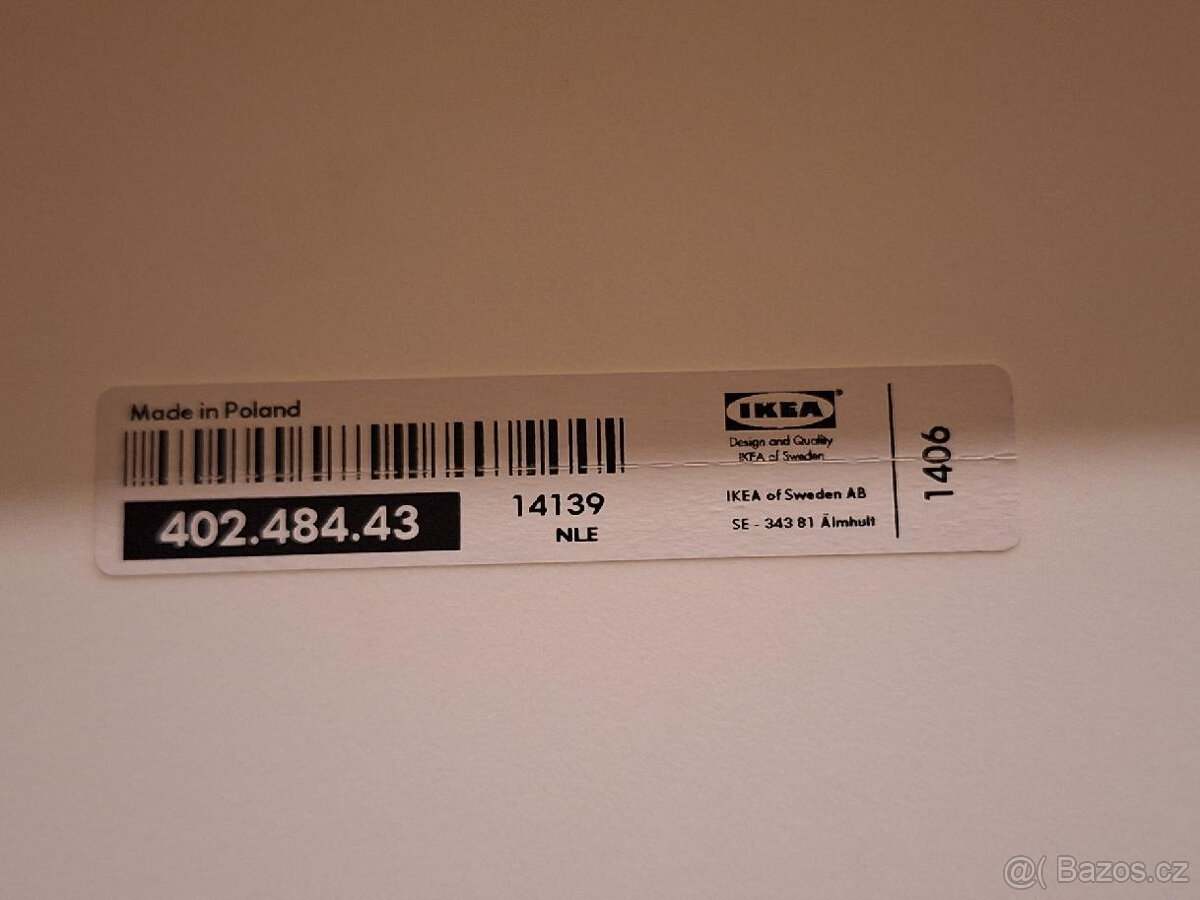 Made in Poland
402.484.43
14139
NLE
IKEA®
Design and Quality
IKEA of Sweden
IKEA of Sweden AB
SE - 343 81 Älmhult
1406
@( Bazos.cz